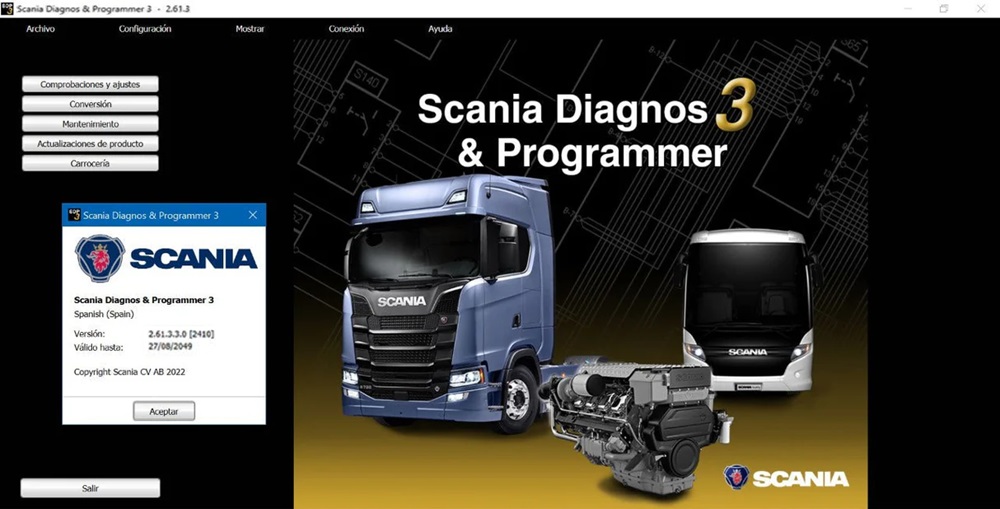 Scania Diagnos & Programmer 3 - 2.61.3
Archivo Configuración Mostrar Conexión Ayuda
Comprobaciones y ajustes
Conversión
Mantenimiento
Actualizaciones de producto
Carrocería
Scania Diagnos 3
& Programmer
S140
365
B-12
Scania Diagnos & Programmer 3
SCANIA
Scania Diagnos & Programmer 3
Spanish (Spain)
Versión: 2.61.3.3.0 [2410]
Válido hasta: 27/08/2049
Copyright Scania CV AB 2022
Aceptar
SCANIA
SCANIA
SCANIA
Salir